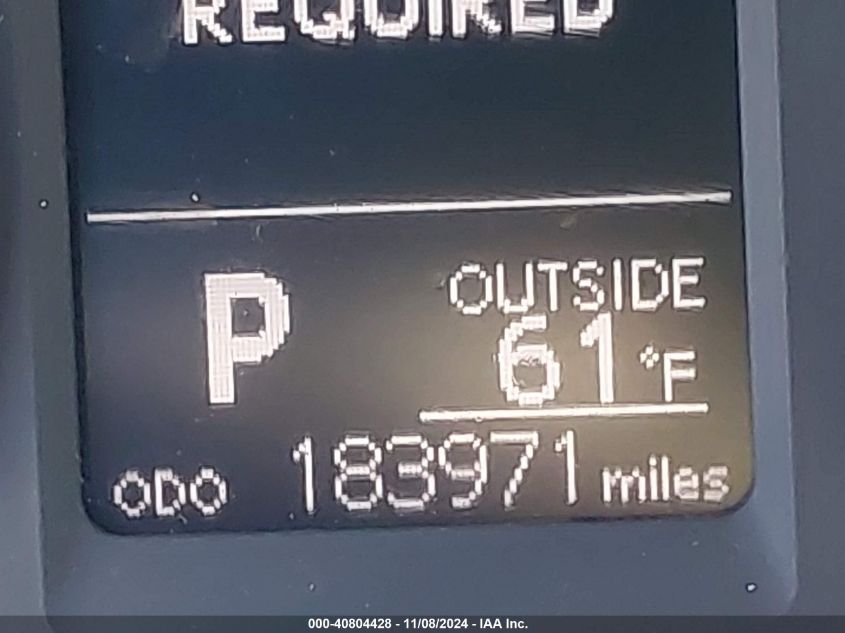 REQUIRED
P
OUTSIDE
61°F
ODO 183971 miles
000-40804428 - 11/08/2024 - IAA Inc.